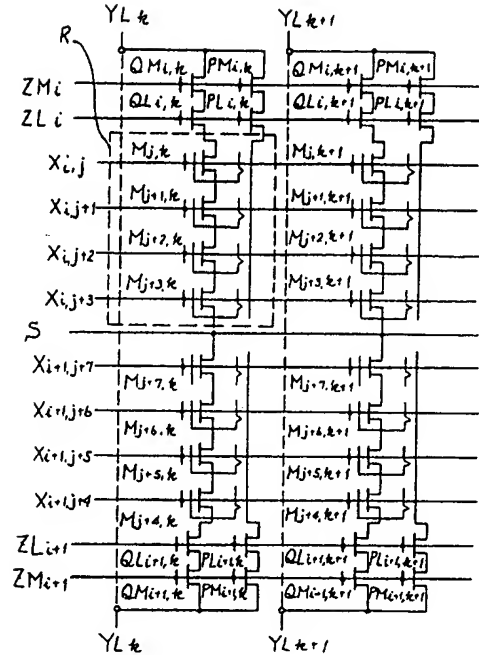 YLk YLk+1
R
QMi,k PMi,k QMi,k+1 PMi,k+1
ZMi
QLi,k PLi,k QLi,k+1 PLi,k+1
ZLi
Mj,k Mj,k+1
Xi,j
Mj+1,k Mj+1,k+1
Xi,j+1
Mj+2,k Mj+2,k+1
Xi,j+2
Mj+3,k Mj+3,k+1
Xi,j+3
S
Xi+1,j+7
Mj+7,k Mj+7,k+1
Xi+1,j+6
Mj+6,k Mj+6,k+1
Xi+1,j+5
Mj+5,k Mj+5,k+1
Xi+1,j+4
Mj+4,k Mj+4,k+1
ZLi+1
QLi+1,k PLi+1,k QLi+1,k+1 PLi+1,k+1
ZMi+1
QMi+1,k PMi+1,k QMi+1,k+1 PMi+1,k+1
YLk YLk+1